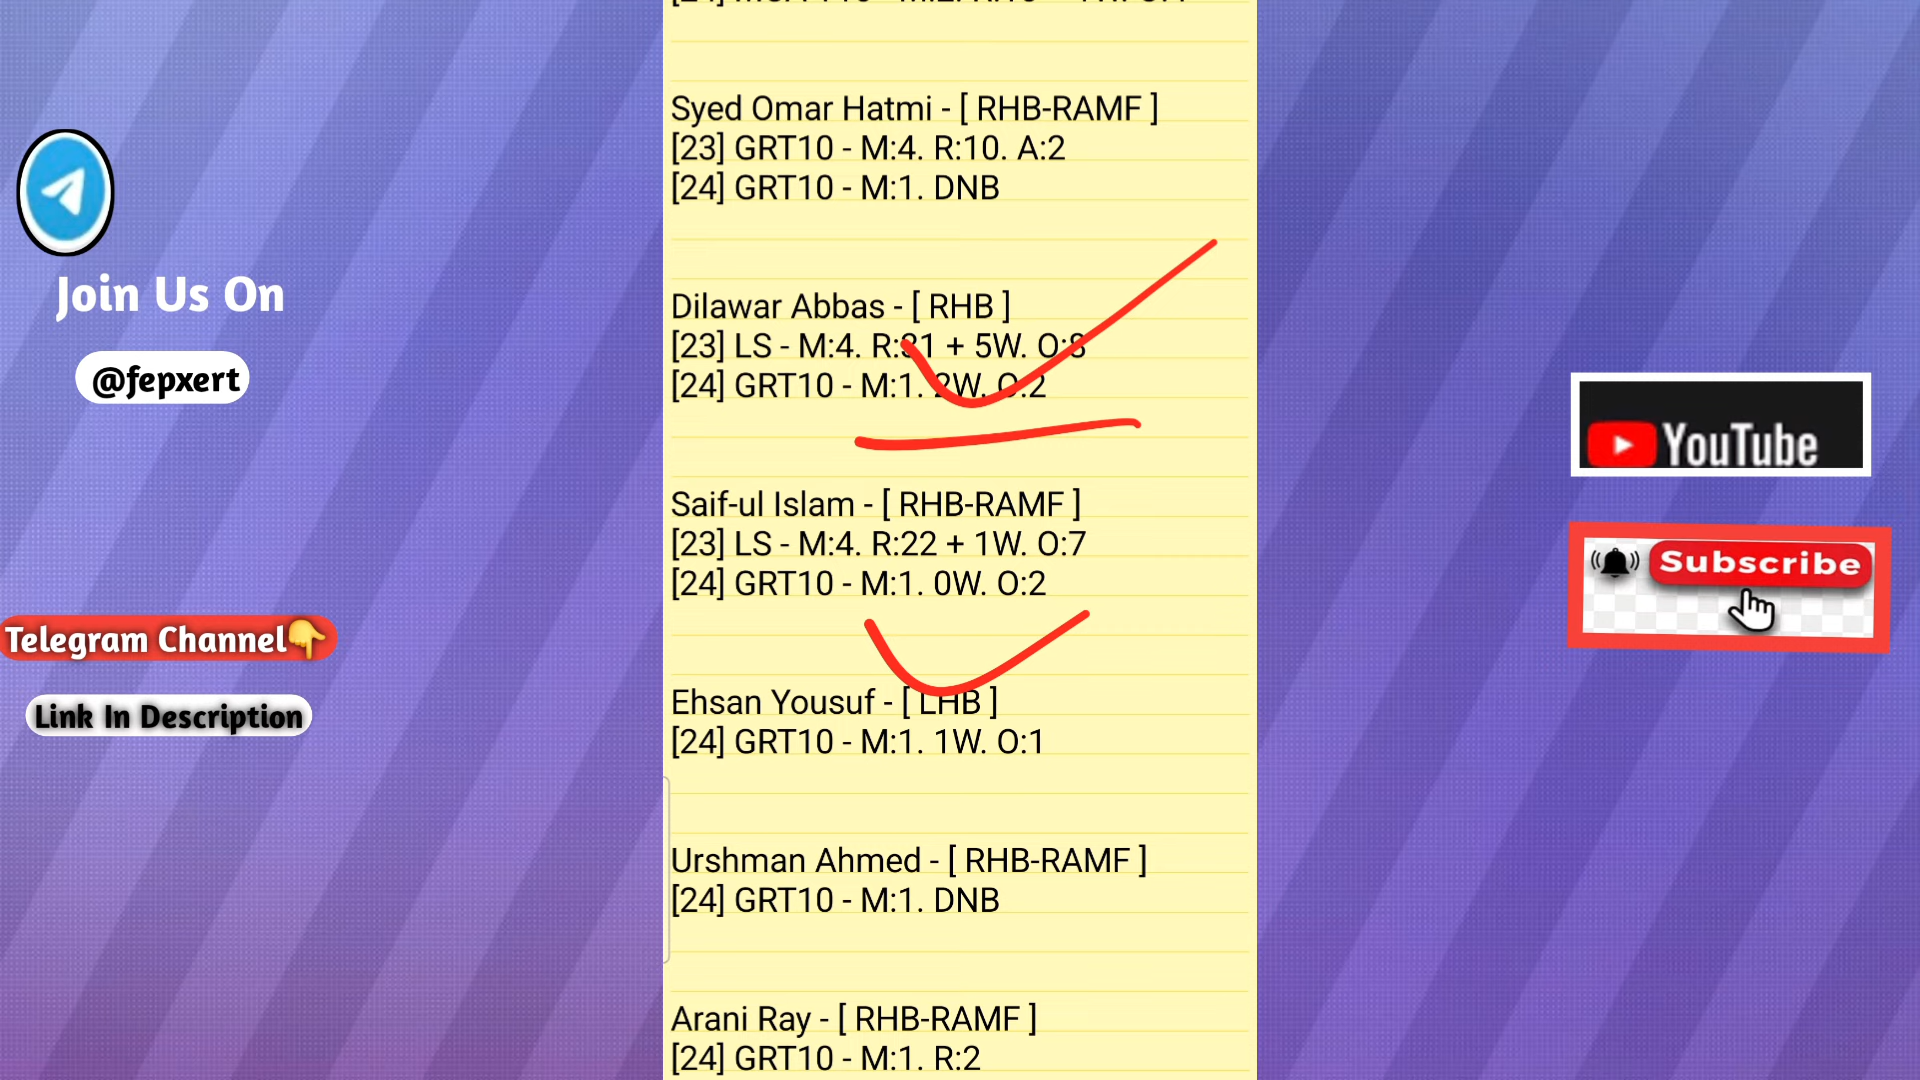 Syed Omar Hatmi - [ RHB-RAMF ]
[23] GRT10 - M:4. R:10. A:2
[24] GRT10 - M:1. DNB
Dilawar Abbas - [ RHB ]
[23] LS - M:4. R:31 + 5W. O:8
[24] GRT10 - M:1. 2W. O:2
Saif-ul Islam - [ RHB-RAMF ]
[23] LS - M:4. R:22 + 1W. O:7
[24] GRT10 - M:1. 0W. O:2
Ehsan Yousuf - [ LHB ]
[24] GRT10 - M:1. 1W. O:1
Urshman Ahmed - [ RHB-RAMF ]
[24] GRT10 - M:1. DNB
Arani Ray - [ RHB-RAMF ]
[24] GRT10 - M:1. R:2
Join Us On
@fepxert
Telegram Channel👇
Link In Description
YouTube
Subscribe